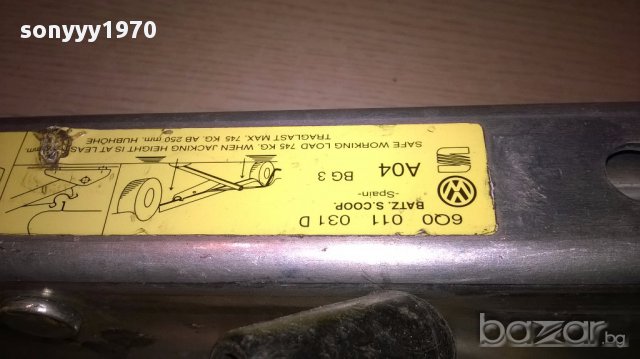 sonyyy1970
6Q0 011 031 D
BATZ. S.COOP.
-Spain-
A04 BG 3
SAFE WORKING LOAD 745 KG. WHEN JACKING HEIGHT IS AT LEAS
TRAGLAST MAX. 745 KG. AB 250 mm. HUBHÖHE
bazar.bg